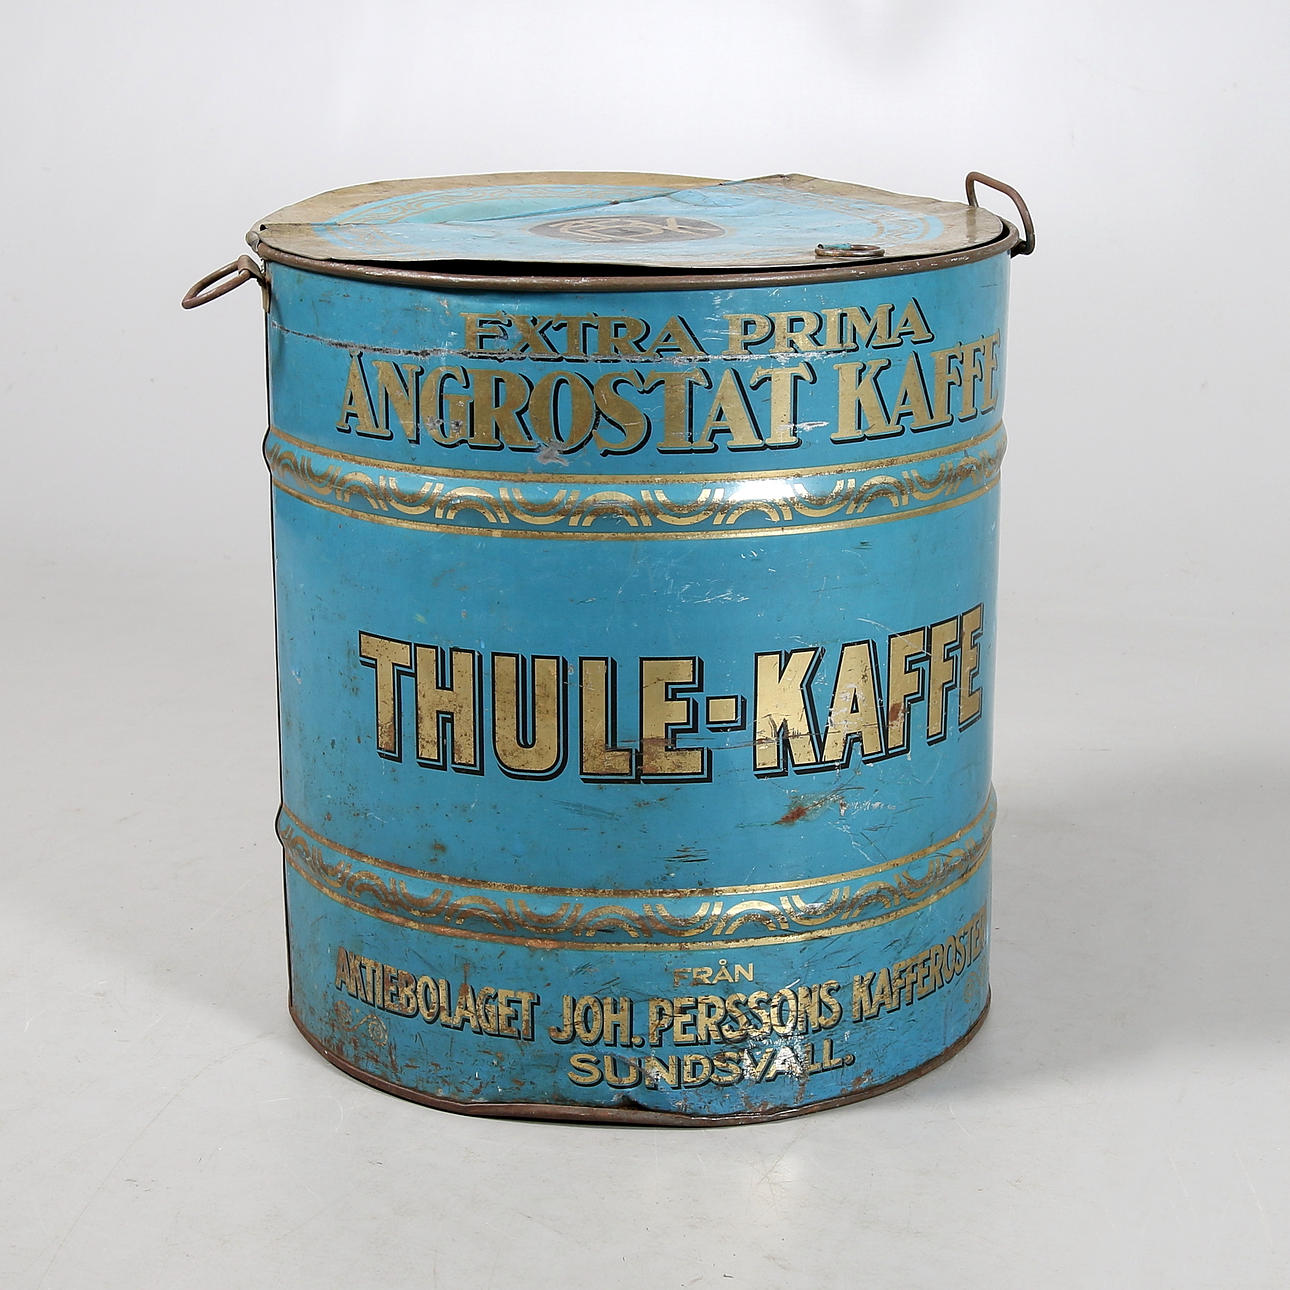 EXTRA PRIMA
ÅNGROSTAT KAFFE
THULE-KAFFE
FRÅN
AKTIEBOLAGET JOH. PERSSONS KAFFEROSTERI
SUNDSVALL.